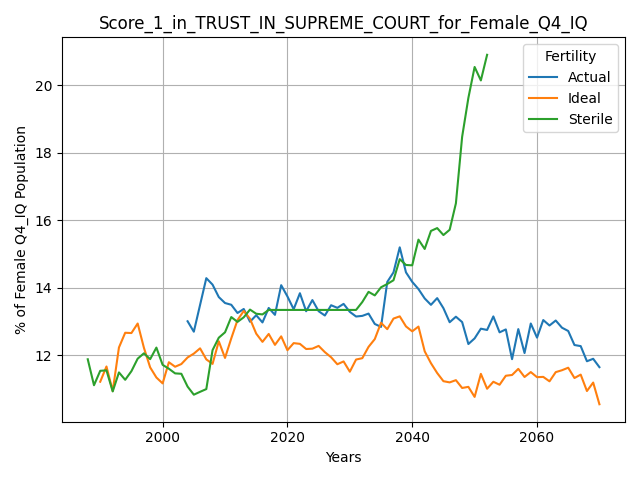 Score_1_in_TRUST_IN_SUPREME_COURT_for_Female_Q4_IQ
% of Female Q4_IQ Population
20
18
16
14
12
Fertility
Actual
Ideal
Sterile
2000
2020
2040
2060
Years